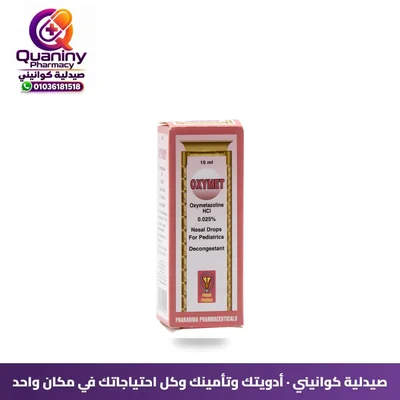 Quaniny
Pharmacy
صيدلية كوانيني
01036181518
15 ml
OXYMET
Oxymetazoline
HCl
0.025%
Nasal Drops
For Pediatrics
Decongestant
PHARAONIA PHARMACEUTICALS
صيدلية كوانيني - أدويتك وتأمينك وكل احتياجاتك في مكان واحد